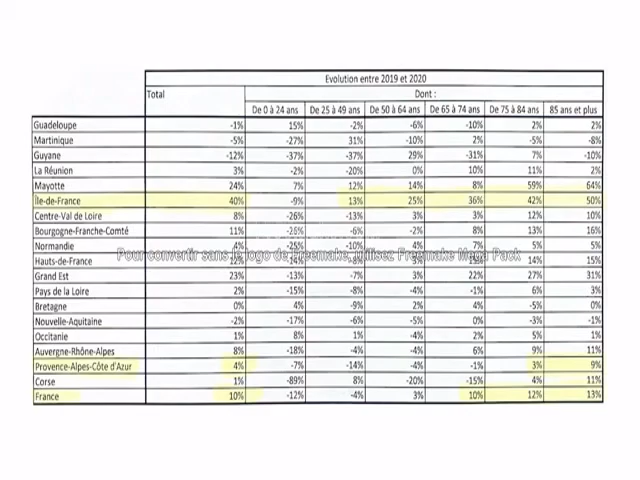 Evolution entre 2019 et 2020
Total Dont :
De 0 à 24 ans De 25 à 49 ans De 50 à 64 ans De 65 à 74 ans De 75 à 84 ans 85 ans et plus
Guadeloupe -1% 15% -2% -6% -10% 2% 2%
Martinique -5% -27% 31% -10% 2% -5% -8%
Guyane -12% -37% -37% 29% -31% 7% -10%
La Réunion 3% -2% -20% 0% 10% 11% 2%
Mayotte 24% 7% 12% 14% 8% 59% 64%
Île-de-France 40% -9% 13% 25% 36% 42% 50%
Centre-Val de Loire 8% -26% -13% 3% 3% 12% 10%
Bourgogne-Franche-Comté 11% -26% -6% -2% 8% 13% 16%
Normandie 4% -25% -10% 4% 7% 5% 5%
Pour convertir sans le logo de Freemake, utilisez Freemake Mega Pack
Hauts-de-France 12% -8% 14% 15%
Grand Est 23% -13% -7% 3% 22% 27% 31%
Pays de la Loire 2% -15% -8% -4% -1% 6% 3%
Bretagne 0% 4% -9% 2% 4% -5% 0%
Nouvelle-Aquitaine -2% -17% -6% -5% 0% -3% -1%
Occitanie 1% 8% 1% -4% 2% 5% 1%
Auvergne-Rhône-Alpes 8% -18% -4% -4% 6% 9% 11%
Provence-Alpes-Côte d'Azur 4% -7% -14% -4% -1% 3% 9%
Corse 1% -89% 8% -20% -15% 4% 11%
France 10% -12% -4% 3% 10% 12% 13%